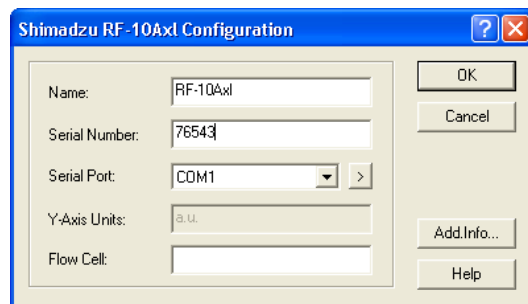 Shimadzu RF-10Axl Configuration
Name: RF-10Axl
Serial Number: 76543
Serial Port: COM1 >
Y-Axis Units: a.u.
Flow Cell:
OK
Cancel
Add.Info...
Help